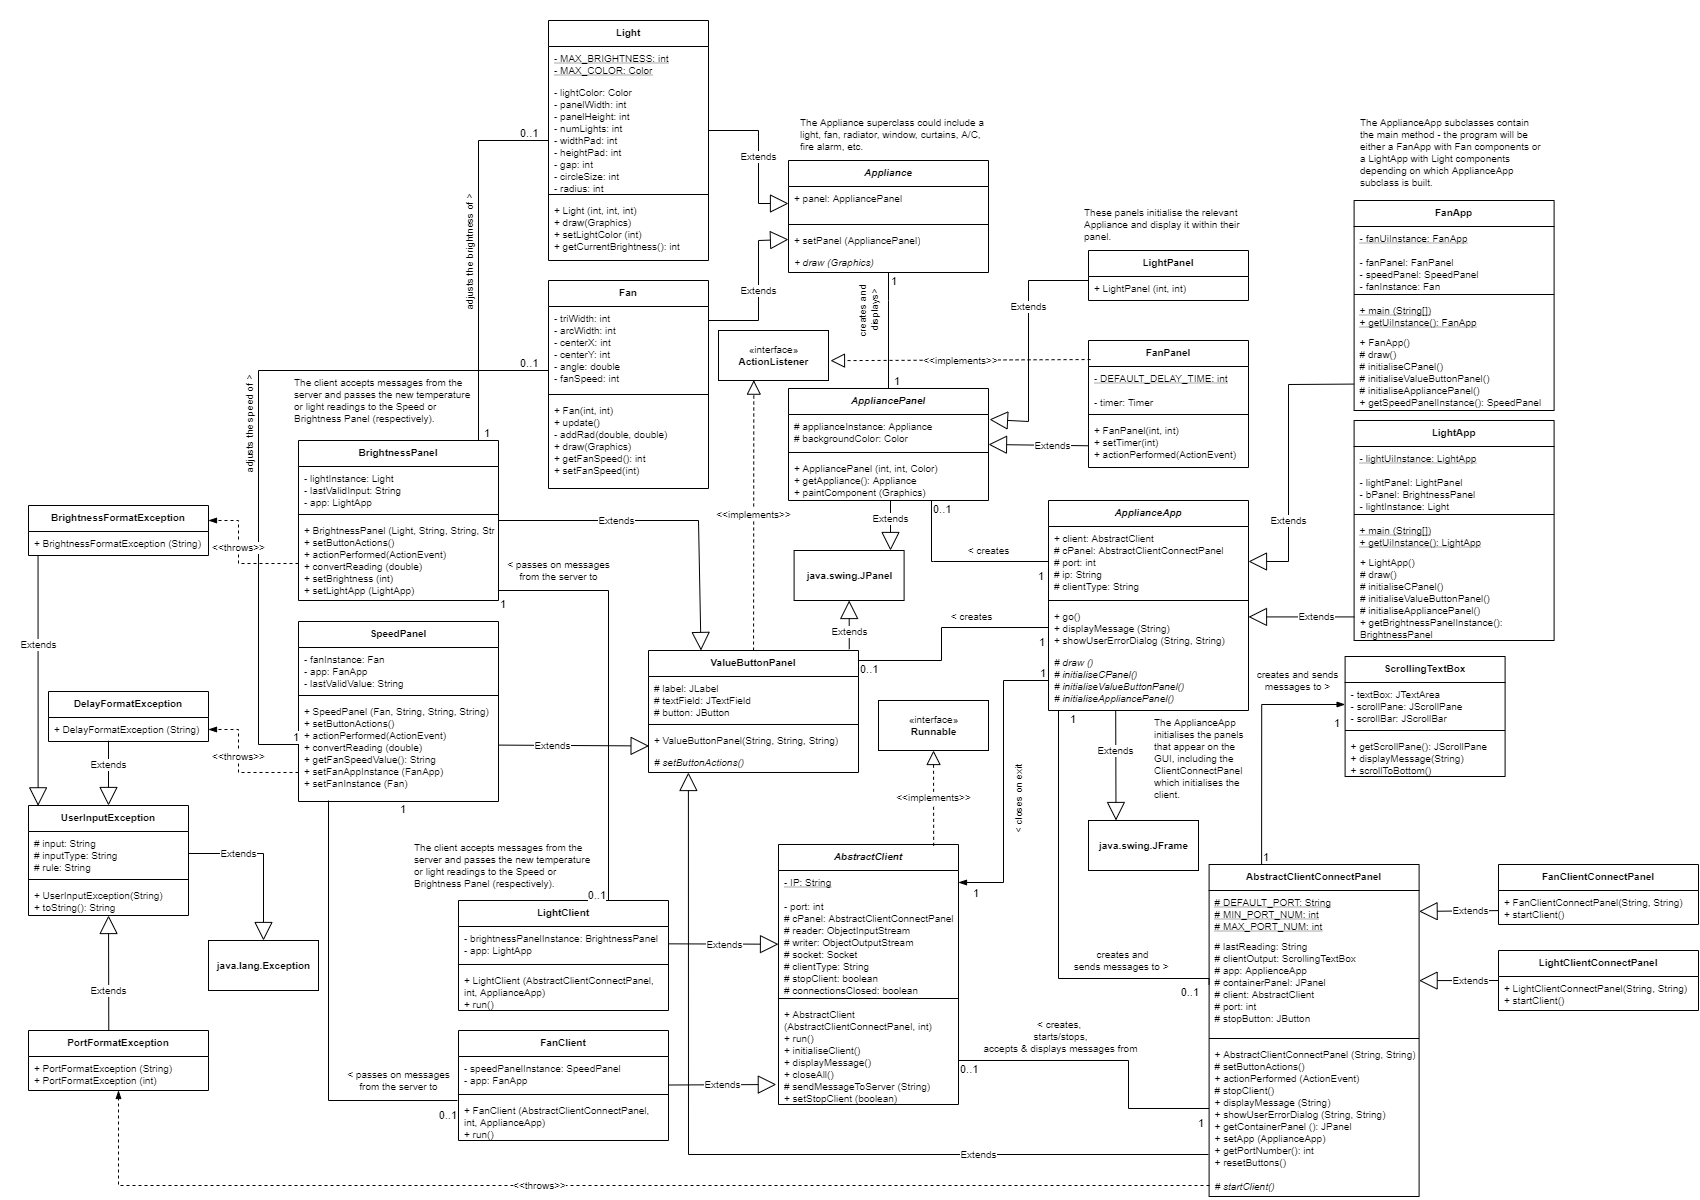 Light
- MAX_BRIGHTNESS: int
- MAX_COLOR: Color
- lightColor: Color
- panelWidth: int
- panelHeight: int
- numLights: int
- widthPad: int
- heightPad: int
- gap: int
- circleSize: int
- radius: int
+ Light (int, int, int)
+ draw(Graphics)
+ setLightColor (int)
+ getCurrentBrightness(): int
0..1
adjusts the brightness of >
Extends
The Appliance superclass could include a
light, fan, radiator, window, curtains, A/C,
fire alarm, etc.
Appliance
+ panel: AppliancePanel
+ setPanel (AppliancePanel)
+ draw (Graphics)
1
creates and
displays>
1
Fan
- triWidth: int
- arcWidth: int
- centerX: int
- centerY: int
- angle: double
- fanSpeed: int
+ Fan(int, int)
+ update()
- addRad(double, double)
+ draw(Graphics)
+ getFanSpeed(): int
+ setFanSpeed(int)
0..1
adjusts the speed of >
Extends
«interface»
ActionListener
<<implements>>
<<implements>>
These panels initialise the relevant
Appliance and display it within their
panel.
LightPanel
+ LightPanel (int, int)
Extends
FanPanel
- DEFAULT_DELAY_TIME: int
- timer: Timer
+ FanPanel(int, int)
+ setTimer(int)
+ actionPerformed(ActionEvent)
Extends
AppliancePanel
# applianceInstance: Appliance
# backgroundColor: Color
+ AppliancePanel (int, int, Color)
+ getAppliance(): Appliance
+ paintComponent (Graphics)
Extends
0..1
< creates
1
java.swing.JPanel
Extends
The ApplianceApp subclasses contain
the main method - the program will be
either a FanApp with Fan components or
a LightApp with Light components
depending on which ApplianceApp
subclass is built.
FanApp
- fanUiInstance: FanApp
- fanPanel: FanPanel
- speedPanel: SpeedPanel
- fanInstance: Fan
+ main (String[])
+ getUiInstance(): FanApp
+ FanApp()
# draw()
# initialiseCPanel()
# initialiseValueButtonPanel()
# initialiseAppliancePanel()
+ getSpeedPanelInstance(): SpeedPanel
Extends
LightApp
- lightUiInstance: LightApp
- lightPanel: LightPanel
- bPanel: BrightnessPanel
- lightInstance: Light
+ main (String[])
+ getUiInstance(): LightApp
+ LightApp()
# draw()
# initialiseCPanel()
# initialiseValueButtonPanel()
# initialiseAppliancePanel()
+ getBrightnessPanelInstance():
BrightnessPanel
Extends
The client accepts messages from the
server and passes the new temperature
or light readings to the Speed or
Brightness Panel (respectively).
1
BrightnessPanel
- lightInstance: Light
- lastValidInput: String
- app: LightApp
+ BrightnessPanel (Light, String, String, Str
+ setButtonActions()
+ actionPerformed(ActionEvent)
+ convertReading (double)
+ setBrightness (int)
+ setLightApp (LightApp)
Extends
< passes on messages
from the server to
1
BrightnessFormatException
+ BrightnessFormatException (String)
<<throws>>
Extends
SpeedPanel
- fanInstance: Fan
- app: FanApp
- lastValidValue: String
+ SpeedPanel (Fan, String, String, String)
+ setButtonActions()
+ actionPerformed(ActionEvent)
+ convertReading (double)
+ getFanSpeedValue(): String
+ setFanAppInstance (FanApp)
+ setFanInstance (Fan)
1
1
Extends
DelayFormatException
+ DelayFormatException (String)
<<throws>>
Extends
ValueButtonPanel
# label: JLabel
# textField: JTextField
# button: JButton
+ ValueButtonPanel(String, String, String)
# setButtonActions()
0..1
< creates
1
ApplianceApp
+ client: AbstractClient
# cPanel: AbstractClientConnectPanel
# port: int
# ip: String
# clientType: String
+ go()
+ displayMessage (String)
+ showUserErrorDialog (String, String)
# draw ()
# initialiseCPanel()
# initialiseValueButtonPanel()
# initialiseAppliancePanel()
1
< closes on exit
1
1
Extends
The ApplianceApp
initialises the panels
that appear on the
GUI, including the
ClientConnectPanel
which initialises the
client.
java.swing.JFrame
creates and sends
messages to >
1
ScrollingTextBox
- textBox: JTextArea
- scrollPane: JScrollPane
- scrollBar: JScrollBar
+ getScrollPane(): JScrollPane
+ displayMessage(String)
+ scrollToBottom()
«interface»
Runnable
<<implements>>
UserInputException
# input: String
# inputType: String
# rule: String
+ UserInputException(String)
+ toString(): String
Extends
java.lang.Exception
Extends
PortFormatException
+ PortFormatException (String)
+ PortFormatException (int)
<<throws>>
The client accepts messages from the
server and passes the new temperature
or light readings to the Speed or
Brightness Panel (respectively).
0..1
LightClient
- brightnessPanelInstance: BrightnessPanel
- app: LightApp
+ LightClient (AbstractClientConnectPanel,
int, ApplianceApp)
+ run()
Extends
FanClient
- speedPanelInstance: SpeedPanel
- app: FanApp
+ FanClient (AbstractClientConnectPanel,
int, ApplianceApp)
+ run()
Extends
< passes on messages
from the server to
0..1
AbstractClient
- IP: String
- port: int
# cPanel: AbstractClientConnectPanel
# reader: ObjectInputStream
# writer: ObjectOutputStream
# socket: Socket
# clientType: String
# stopClient: boolean
# connectionsClosed: boolean
+ AbstractClient
(AbstractClientConnectPanel, int)
+ run()
+ initialiseClient()
+ displayMessage()
+ closeAll()
# sendMessageToServer (String)
+ setStopClient (boolean)
creates and
sends messages to >
0..1
< creates,
starts/stops,
accepts & displays messages from
0..1
1
Extends
1
AbstractClientConnectPanel
# DEFAULT_PORT: String
# MIN_PORT_NUM: int
# MAX_PORT_NUM: int
# lastReading: String
# clientOutput: ScrollingTextBox
# app: ApplienceApp
# containerPanel: JPanel
# client: AbstractClient
# port: int
# stopButton: JButton
+ AbstractClientConnectPanel (String, String)
# setButtonActions()
+ actionPerformed (ActionEvent)
# stopClient()
+ displayMessage (String)
+ showUserErrorDialog (String, String)
+ getContainerPanel (): JPanel
+ setApp (ApplianceApp)
+ getPortNumber(): int
+ resetButtons()
# startClient()
FanClientConnectPanel
+ FanClientConnectPanel(String, String)
+ startClient()
Extends
LightClientConnectPanel
+ LightClientConnectPanel(String, String)
+ startClient()
Extends